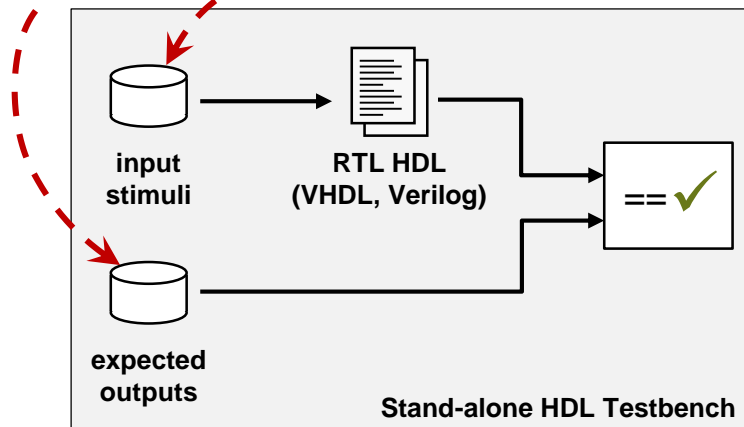 input
stimuli
RTL HDL
(VHDL, Verilog)
==
expected
outputs
Stand-alone HDL Testbench